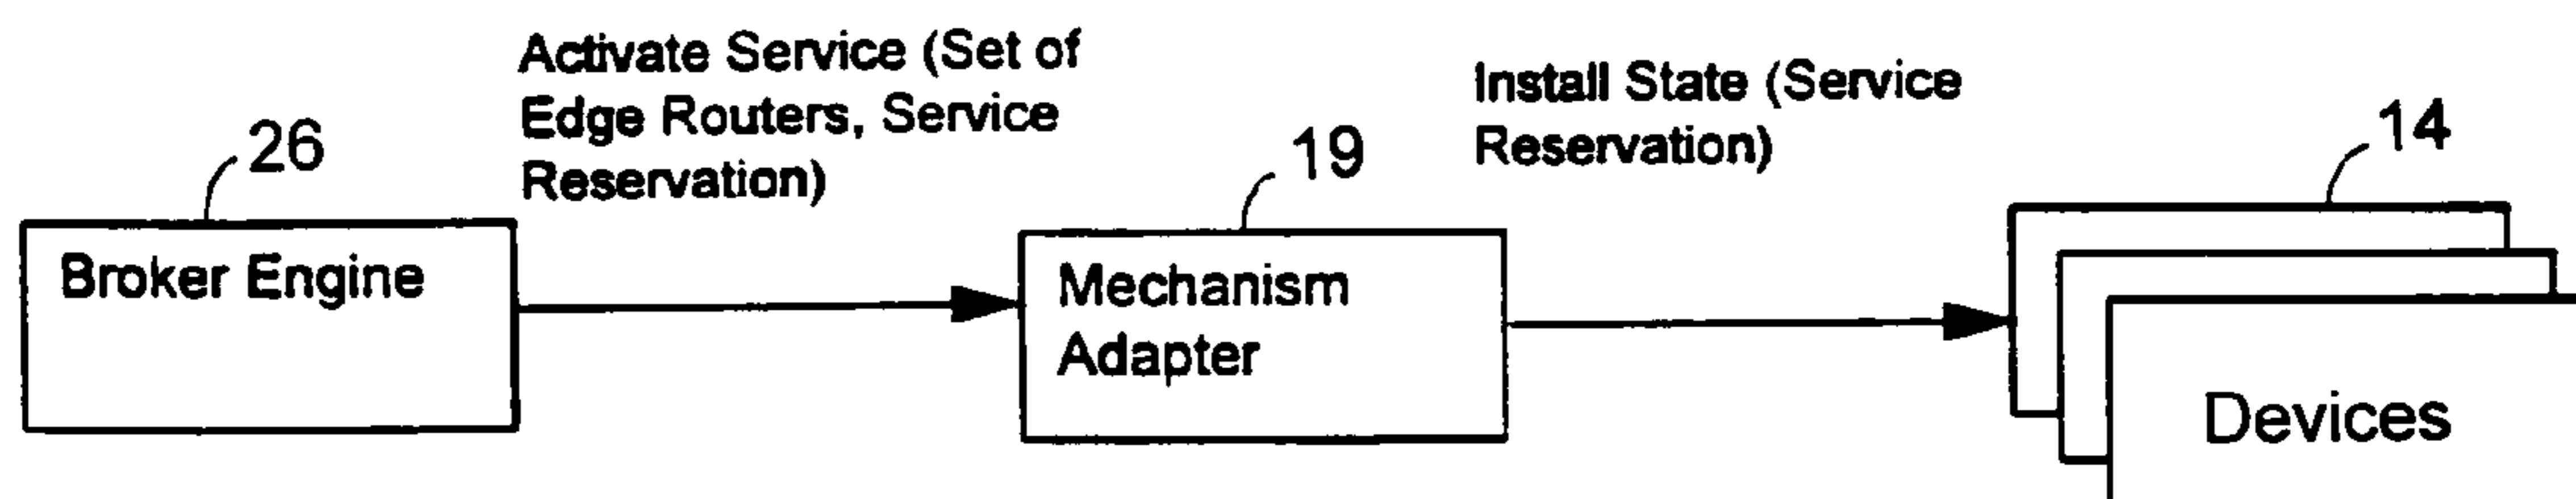 Activate Service (Set of
Edge Routers, Service
Reservation)
Install State (Service
Reservation)
26
19
14
Broker Engine
Mechanism
Adapter
Devices